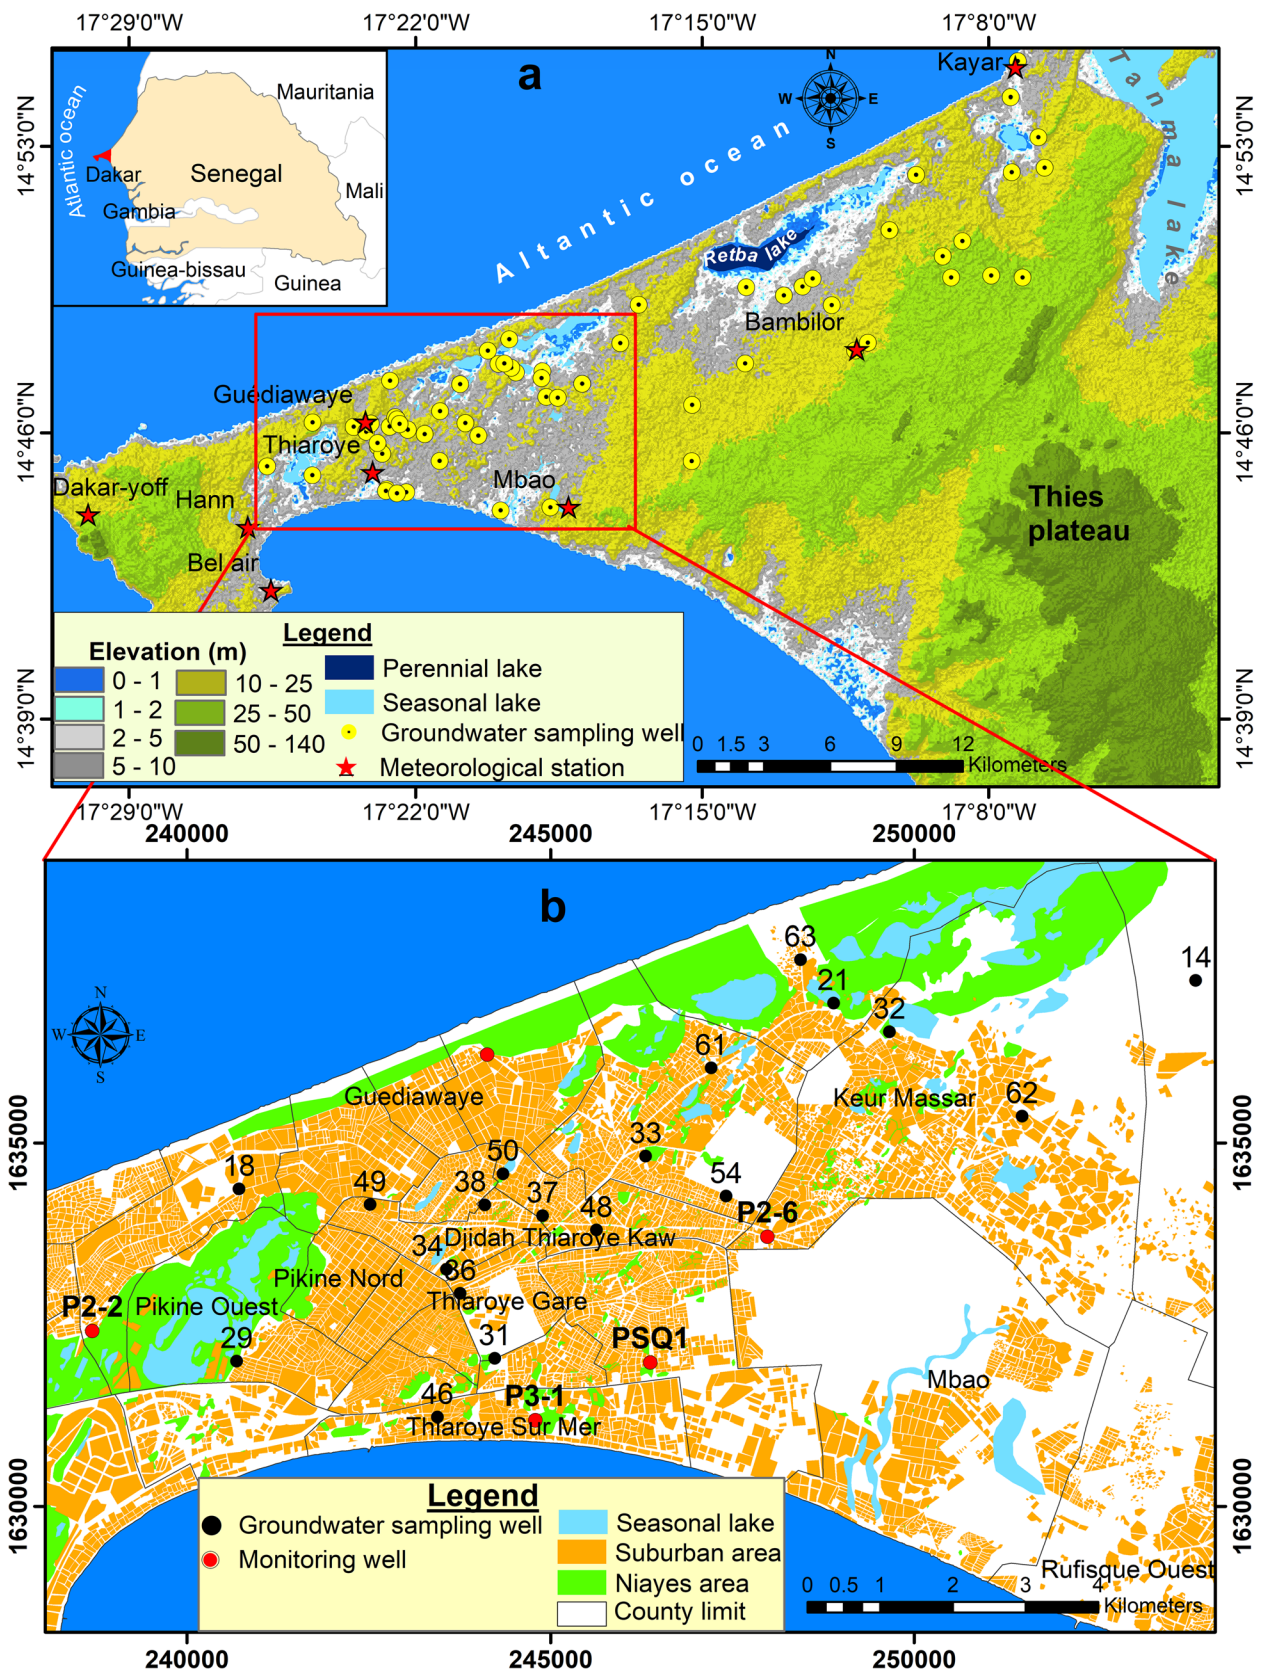 17°29'0"W 17°22'0"W 17°15'0"W 17°8'0"W
a
N
W E
S
Kayar
Tanma lake
Mauritania
Atlantic ocean
Senegal
Dakar
Mali
Gambia
Guinea-bissau
Guinea
Altantic ocean
14°53'0"N
14°53'0"N
Retba lake
Bambilor
Guédiawaye
Thiaroye
14°46'0"N
14°46'0"N
Mbao
Dakar-yoff
Hann
Thies
plateau
Bel air
Legend
Elevation (m)
0 - 1
1 - 2
2 - 5
5 - 10
10 - 25
25 - 50
50 - 140
Perennial lake
Seasonal lake
Groundwater sampling well
Meteorological station
14°39'0"N
14°39'0"N
0 1.5 3 6 9 12
Kilometers
17°29'0"W 17°22'0"W 17°15'0"W 17°8'0"W
240000 245000 250000
b
63
14
21
32
N
W E
S
61
Guediawaye
Keur Massar
62
1635000
1635000
33
50
18
49
38
37
54
48
P2-6
34
Djidah Thiaroye Kaw
36
Pikine Nord
P2-2
Pikine Ouest
Thiaroye Gare
29
31
PSQ1
Mbao
46
P3-1
Thiaroye Sur Mer
1630000
1630000
Legend
Groundwater sampling well
Monitoring well
Seasonal lake
Suburban area
Niayes area
County limit
Rufisque Ouest
0 0.5 1 2 3 4
Kilometers
240000 245000 250000